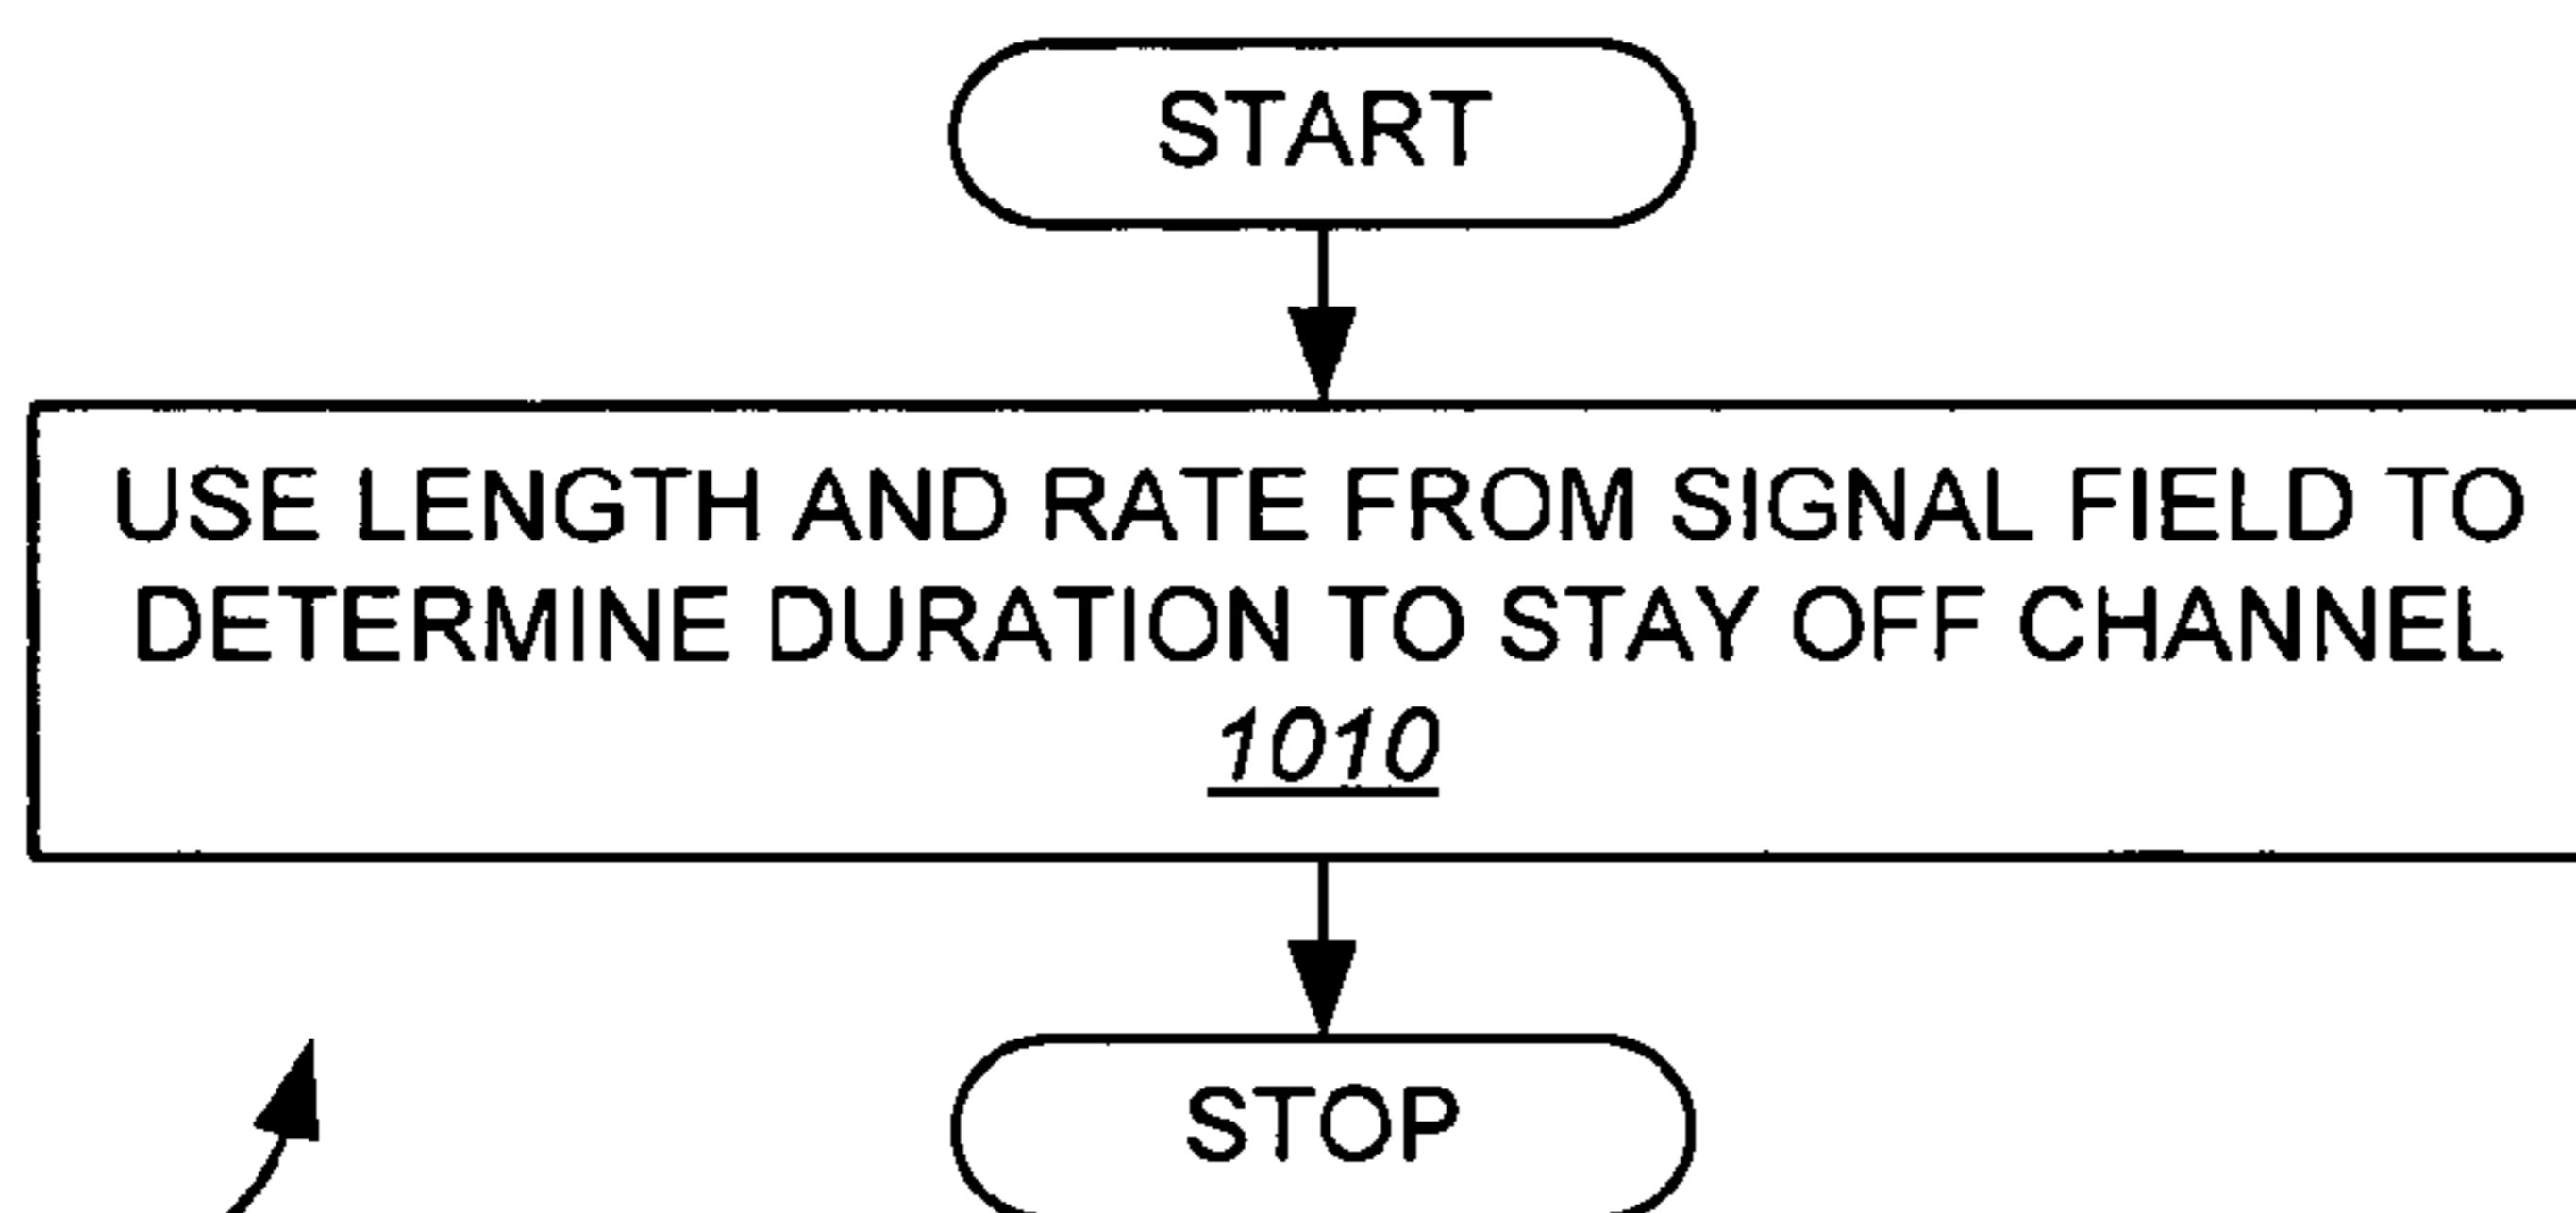 START
USE LENGTH AND RATE FROM SIGNAL FIELD TO
DETERMINE DURATION TO STAY OFF CHANNEL
1010
STOP